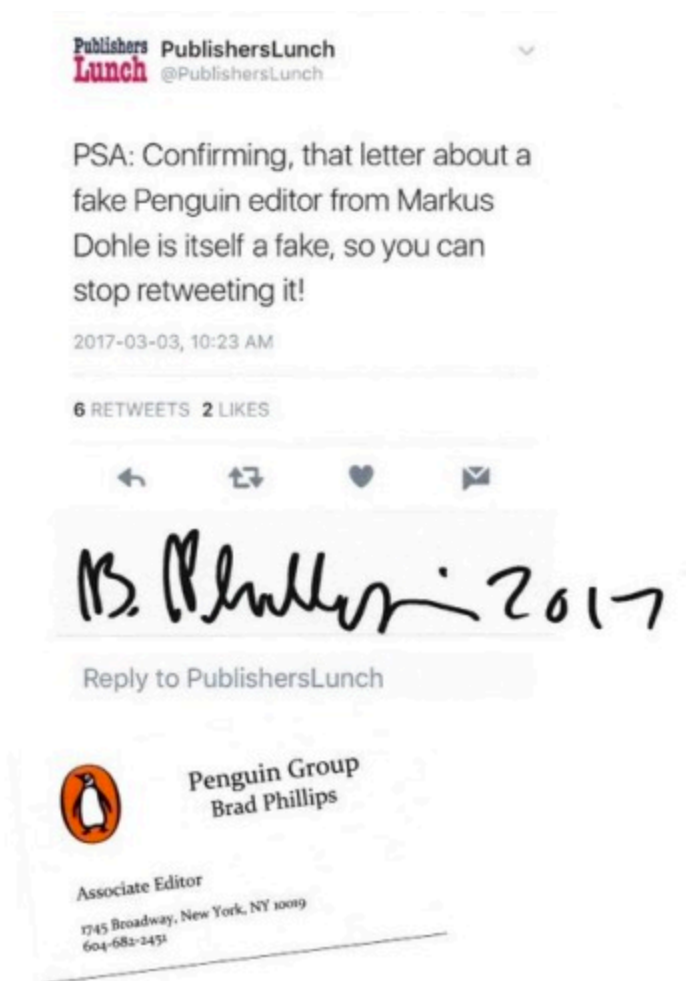 Publishers PublishersLunch
Lunch @PublishersLunch
PSA: Confirming, that letter about a
fake Penguin editor from Markus
Dohle is itself a fake, so you can
stop retweeting it!
2017-03-03, 10:23 AM
6 RETWEETS 2 LIKES
B. Phillips 2017
Reply to PublishersLunch
Penguin Group
Brad Phillips
Associate Editor
1745 Broadway, New York, NY 10019
604-682-2451